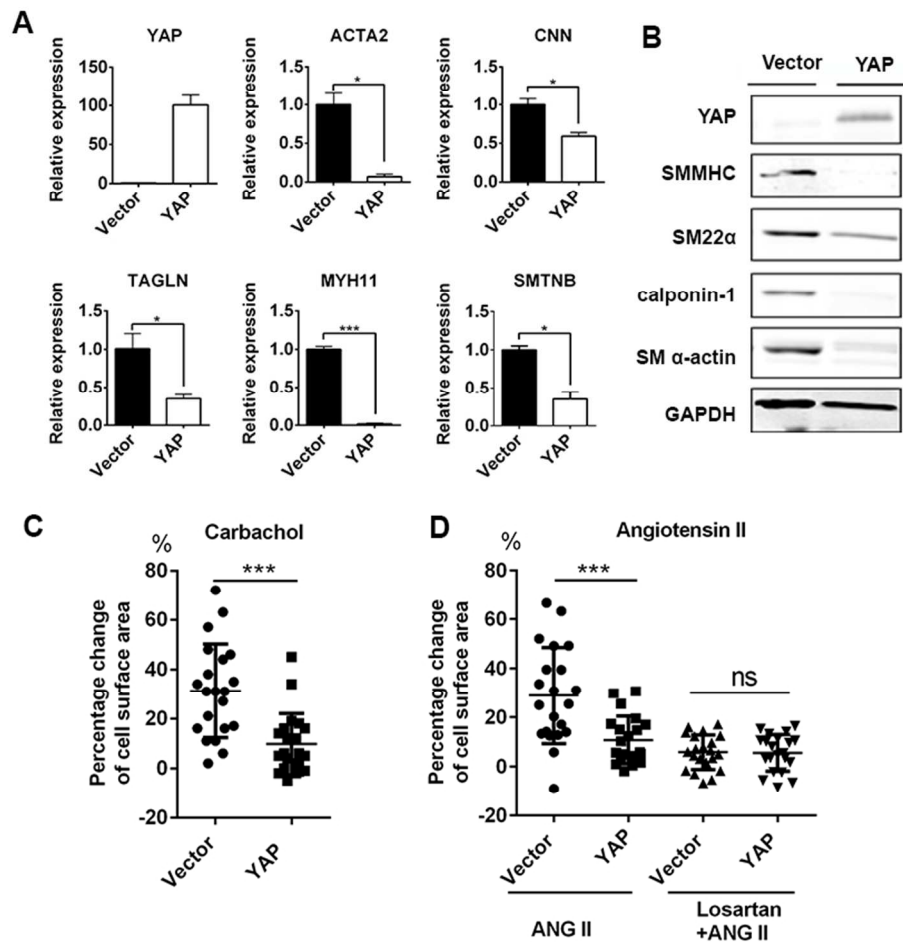 A
YAP
Relative expression
150
100
50
0
Vector
YAP
ACTA2
Relative expression
1.5
1.0
0.5
0.0
*
Vector
YAP
CNN
Relative expression
1.5
1.0
0.5
0.0
*
Vector
YAP
TAGLN
Relative expression
1.5
1.0
0.5
0.0
*
Vector
YAP
MYH11
Relative expression
1.5
1.0
0.5
0.0
***
Vector
YAP
SMTNB
Relative expression
1.5
1.0
0.5
0.0
*
Vector
YAP
B
Vector YAP
YAP
SMMHC
SM22α
calponin-1
SM α-actin
GAPDH
C
%
Carbachol
Percentage change
of cell surface area
80
60
40
20
0
-20
***
Vector
YAP
D
%
Angiotensin II
Percentage change
of cell surface area
80
60
40
20
0
-20
***
ns
Vector
YAP
Vector
YAP
ANG II
Losartan
+ANG II